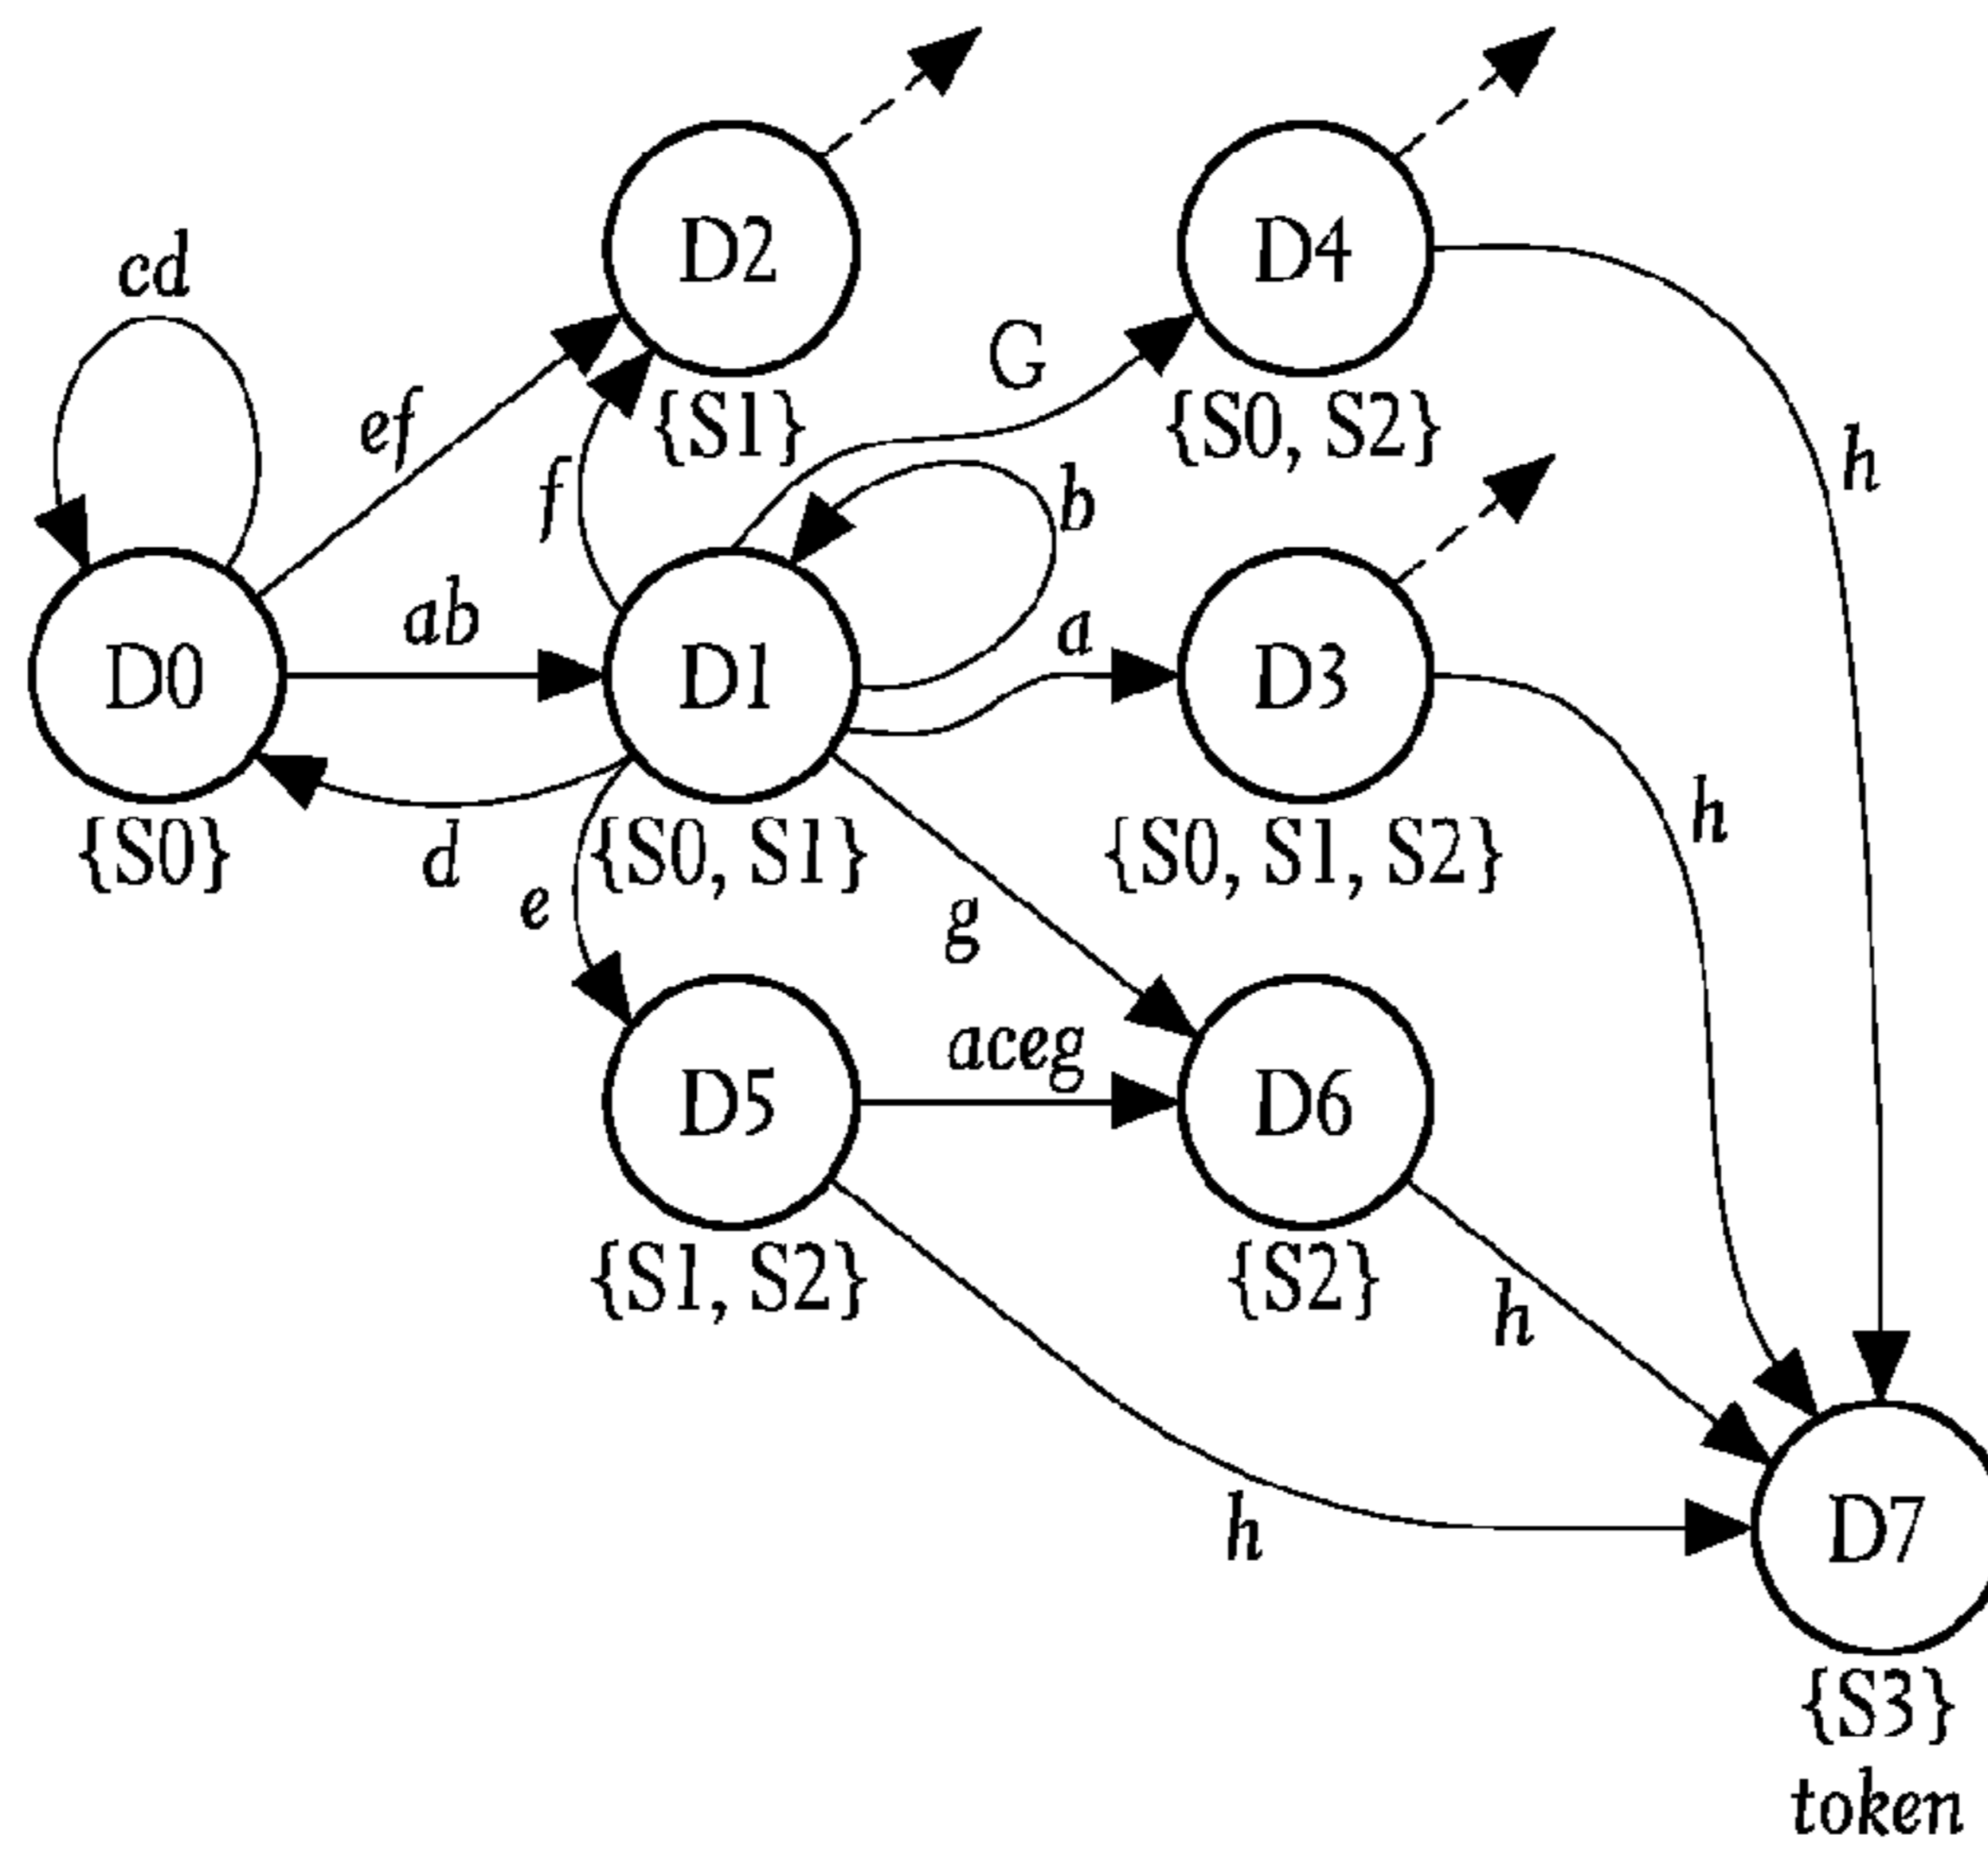 D2
D4
cd
G
ef
{S1}
{S0, S2}
f
b
h
ab
a
D0
D1
D3
h
{S0}
d
{S0, S1}
{S0, S1, S2}
e
g
aceg
D5
D6
{S1, S2}
{S2}
h
h
D7
{S3}
token